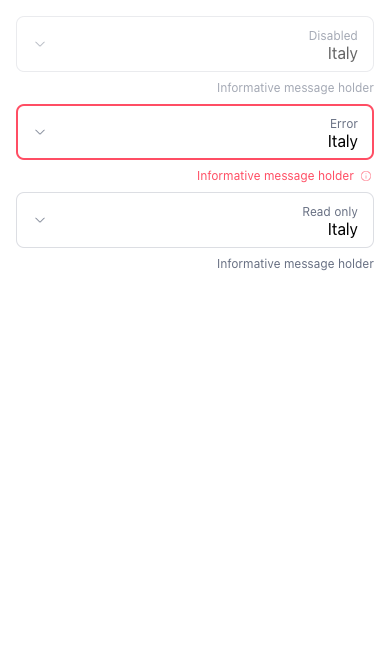 Disabled
Italy
Informative message holder
Error
Italy
Informative message holder
Read only
Italy
Informative message holder